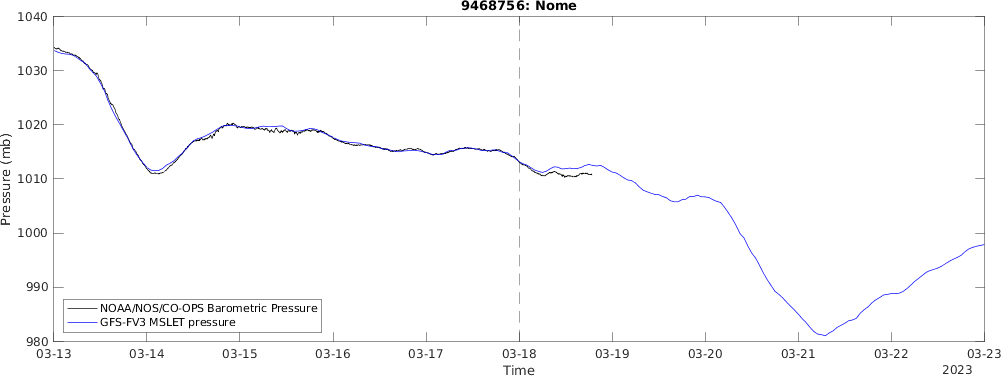 9468756: Nome
1040
1030
1020
1010
1000
990
980
Pressure (mb)
NOAA/NOS/CO-OPS Barometric Pressure
GFS-FV3 MSLET pressure
03-13 03-14 03-15 03-16 03-17 03-18 03-19 03-20 03-21 03-22 03-23
Time
2023